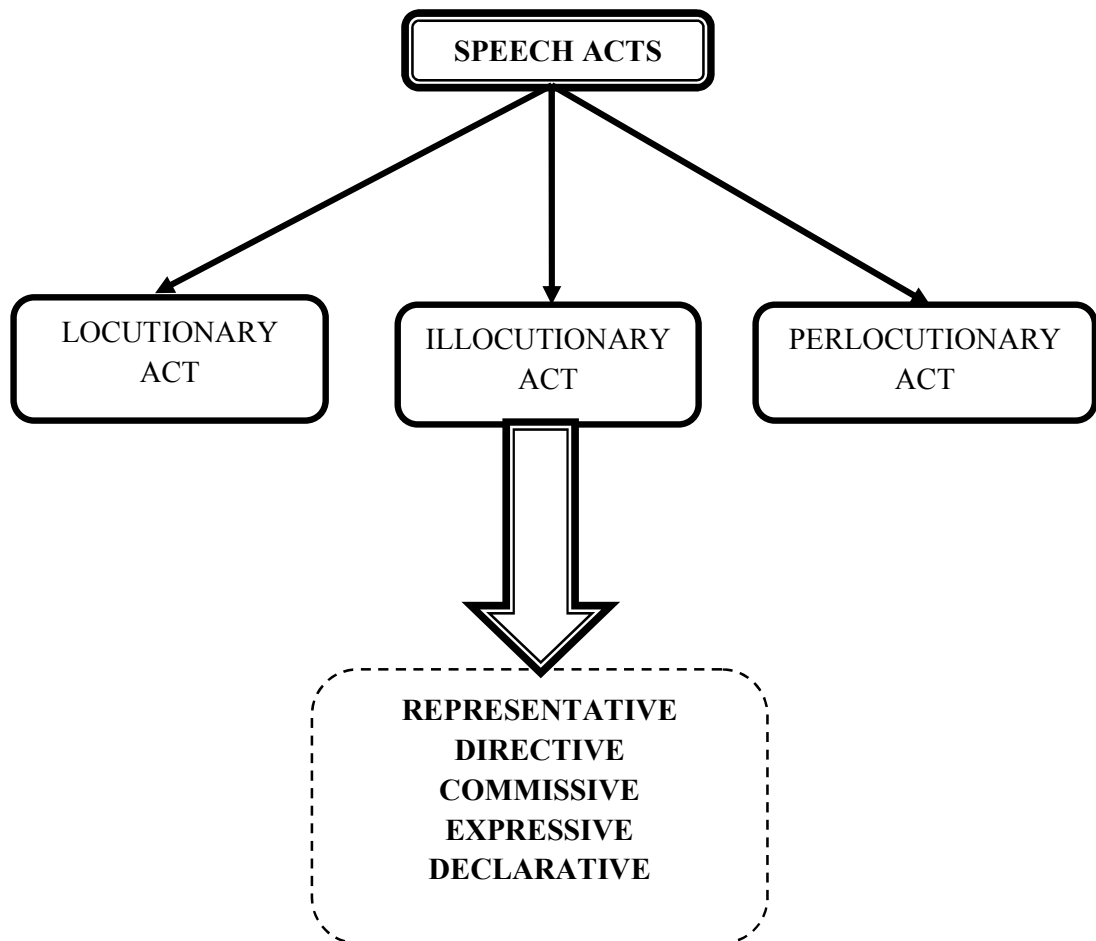 SPEECH ACTS
LOCUTIONARY
ACT
ILLOCUTIONARY
ACT
PERLOCUTIONARY
ACT
REPRESENTATIVE
DIRECTIVE
COMMISSIVE
EXPRESSIVE
DECLARATIVE